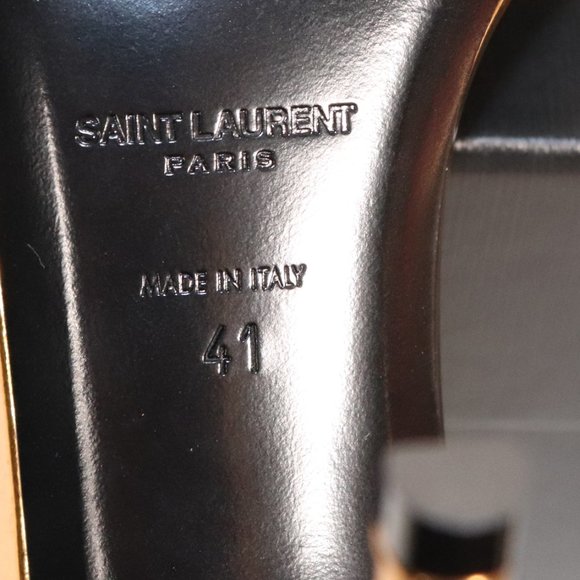 SAINT LAURENT
PARIS
MADE IN ITALY
41